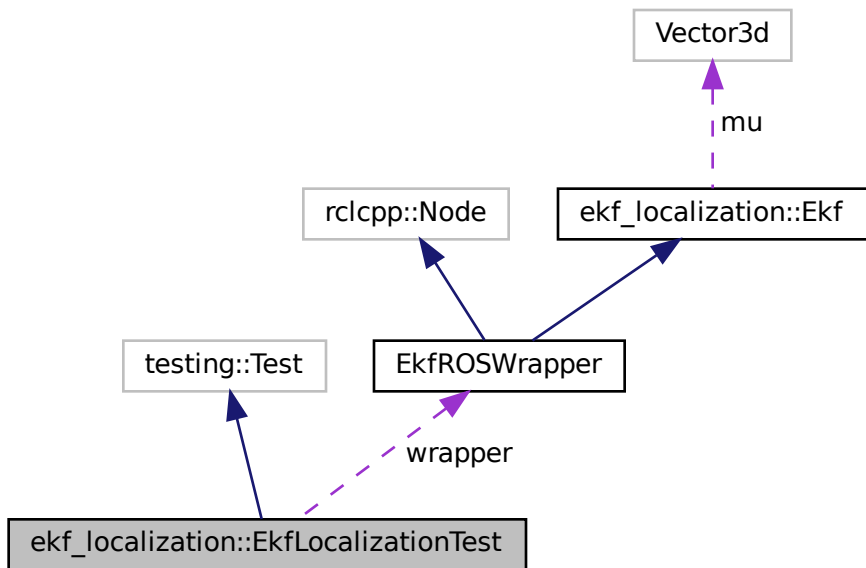 Vector3d
mu
rclcpp::Node
ekf_localization::Ekf
testing::Test
EkfROSWrapper
wrapper
ekf_localization::EkfLocalizationTest